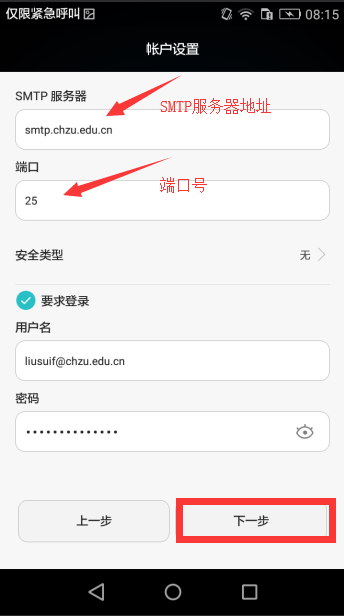 仅限紧急呼叫 08:15
帐户设置
SMTP 服务器
SMTP服务器地址
smtp.chzu.edu.cn
端口
端口号
25
安全类型 无
要求登录
用户名
liusuif@chzu.edu.cn
密码
••••••••••••••
上一步 下一步